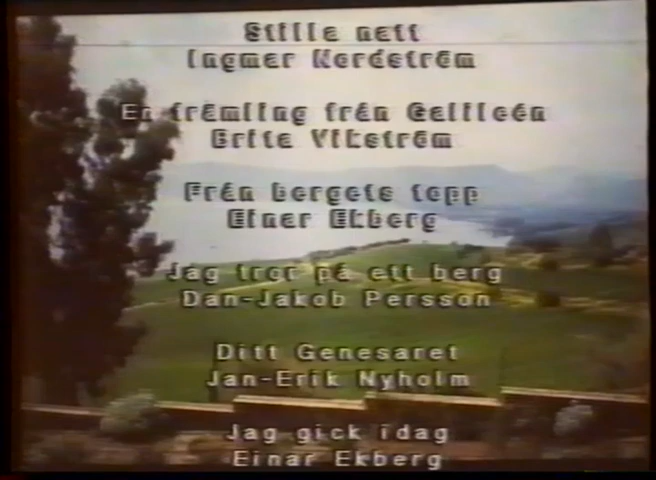 Stilla natt
Ingmar Nordström
En främling från Galiléen
Brita Vikström
Från bergets topp
Einar Ekberg
Jag tror på ett berg
Dan-Jakob Persson
Ditt Genesaret
Jan-Erik Nyholm
Jag gick idag
Einar Ekberg